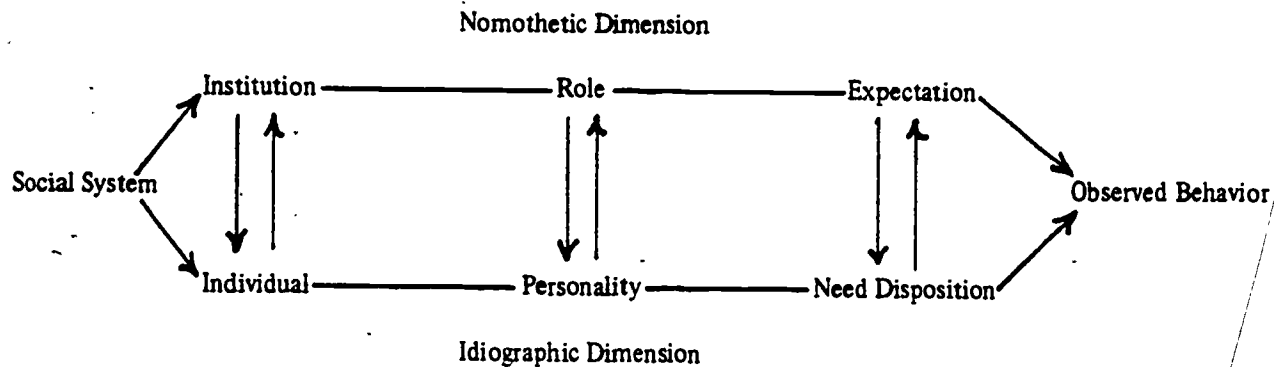 Nomothetic Dimension
Institution Role Expectation
Social System Observed Behavior
Individual Personality Need Disposition
Idiographic Dimension